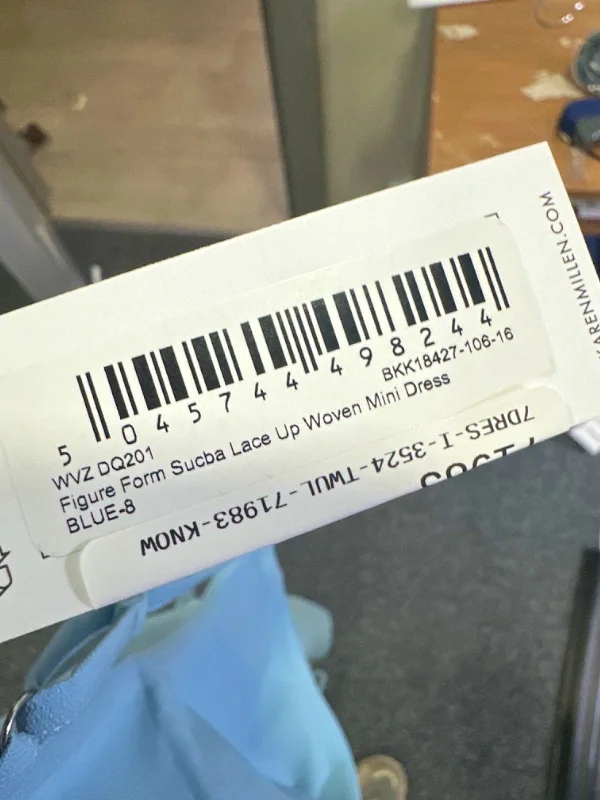 KARENMILLEN.COM
5 045744 498244
BKK18427-106-16
WVZ DQ201
Figure Form Sucba Lace Up Woven Mini Dress
BLUE-8
7DRES-I-3524-TWUL-71983-KNOW